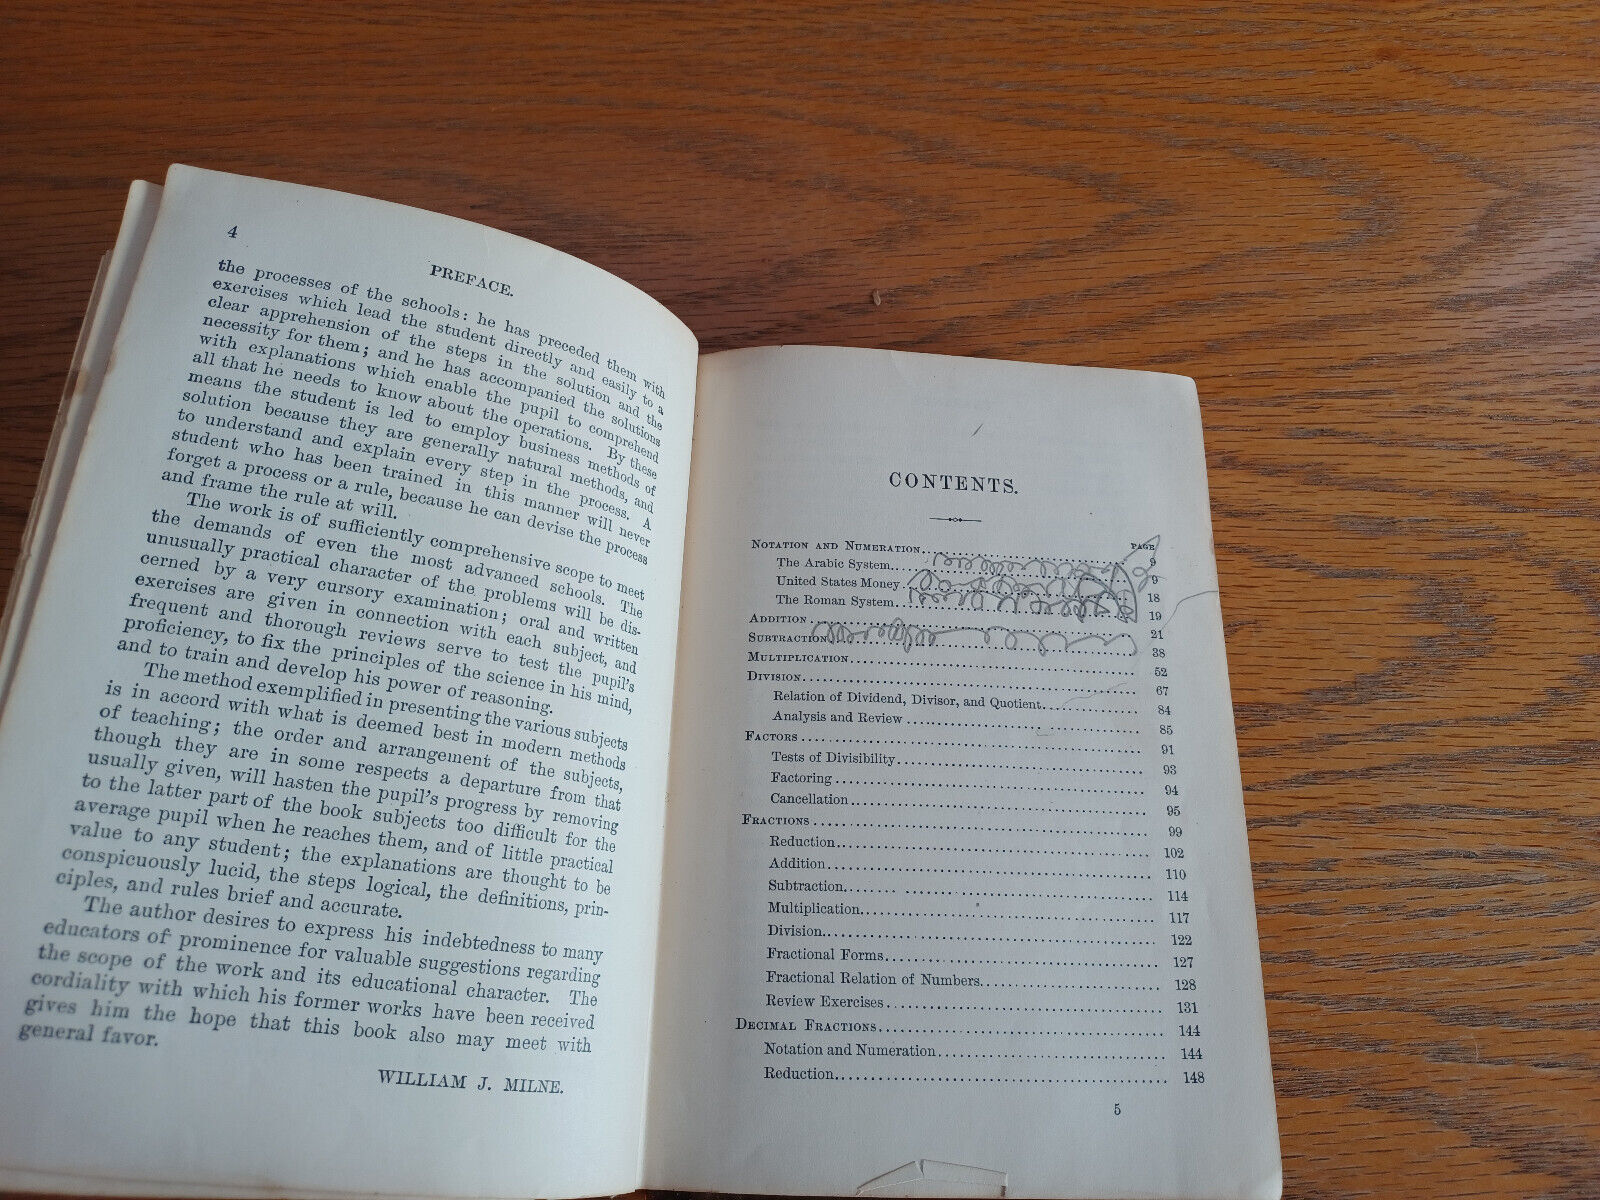 4
PREFACE.
the processes of the schools: he has preceded them with
exercises which lead the student directly and easily to a
clear apprehension of the steps in the solution and the
necessity for them; and he has accompanied the solutions
with explanations which enable the pupil to comprehend
all that he needs to know about the operations. By these
means the student is led to employ business methods of
solution because they are generally natural methods, and
to understand and explain every step in the process. A
student who has been trained in this manner will never
forget a process or a rule, because he can devise the process
and frame the rule at will.
The work is of sufficiently comprehensive scope to meet
the demands of even the most advanced schools. The
unusually practical character of the problems will be dis-
cerned by a very cursory examination; oral and written
exercises are given in connection with each subject, and
frequent and thorough reviews serve to test the pupil's
proficiency, to fix the principles of the science in his mind,
and to train and develop his power of reasoning.
The method exemplified in presenting the various subjects
is in accord with what is deemed best in modern methods
of teaching; the order and arrangement of the subjects,
though they are in some respects a departure from that
usually given, will hasten the pupil's progress by removing
to the latter part of the book subjects too difficult for the
average pupil when he reaches them, and of little practical
value to any student; the explanations are thought to be
conspicuously lucid, the steps logical, the definitions, prin-
ciples, and rules brief and accurate.
The author desires to express his indebtedness to many
educators of prominence for valuable suggestions regarding
the scope of the work and its educational character. The
cordiality with which his former works have been received
gives him the hope that this book also may meet with
general favor.
WILLIAM J. MILNE.
CONTENTS.
PAGE
NOTATION AND NUMERATION 9
The Arabic System 9
United States Money 18
The Roman System 19
ADDITION 21
SUBTRACTION 38
MULTIPLICATION 52
DIVISION 67
Relation of Dividend, Divisor, and Quotient 84
Analysis and Review 85
FACTORS 91
Tests of Divisibility 93
Factoring 94
Cancellation 95
FRACTIONS 99
Reduction 102
Addition 110
Subtraction 114
Multiplication 117
Division 122
Fractional Forms 127
Fractional Relation of Numbers 128
Review Exercises 131
DECIMAL FRACTIONS 144
Notation and Numeration 144
Reduction 148
5